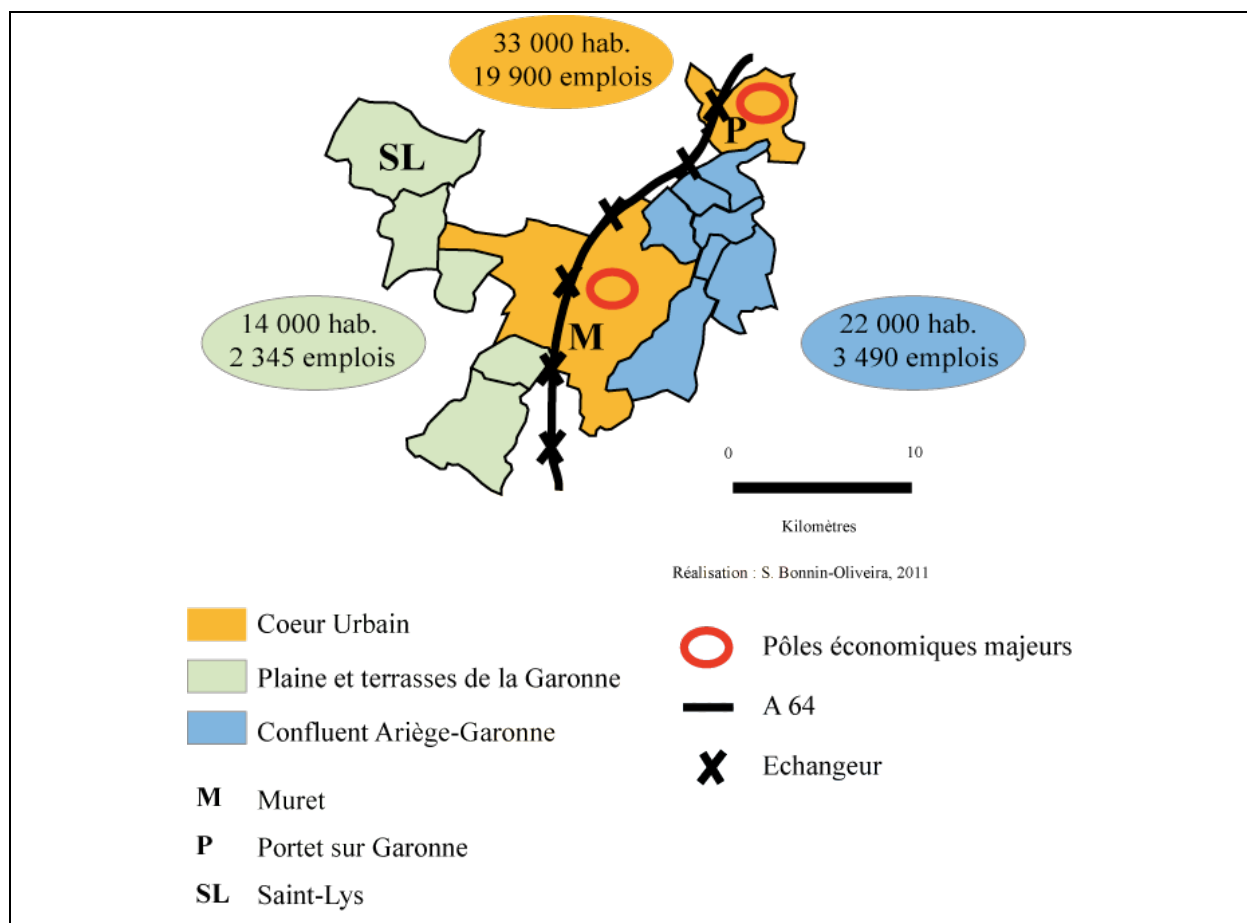 33 000 hab.
19 900 emplois
P
SL
14 000 hab.
2 345 emplois
M
22 000 hab.
3 490 emplois
0 10
Kilomètres
Réalisation : S. Bonnin-Oliveira, 2011
Coeur Urbain
Plaine et terrasses de la Garonne
Confluent Ariège-Garonne
M Muret
P Portet sur Garonne
SL Saint-Lys
Pôles économiques majeurs
A 64
Echangeur